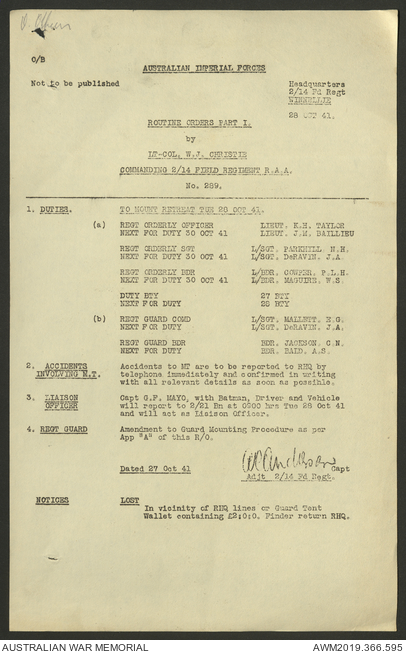 O/B
AUSTRALIAN IMPERIAL FORCES
Not to be published
Headquarters
2/14 Fd Regt
WINNELLIE
28 OCT 41.
ROUTINE ORDERS PART I.
by
LT-COL. W.J. CHRISTIE
COMMANDING 2/14 FIELD REGIMENT R.A.A.
No. 289.
1. DUTIES. TO MOUNT RETREAT TUE 28 OCT 41.
(a) REGT ORDERLY OFFICER LIEUT. K.H. TAYLOR
NEXT FOR DUTY 30 OCT 41 LIEUT. J.M. BAILLIEU
REGT ORDERLY SGT L/SGT. PARKHILL, N.H.
NEXT FOR DUTY 30 OCT 41 L/SGT. DeRAVIN, J.A.
REGT ORDERLY BDR L/BDR. COWPER, P.L.H.
NEXT FOR DUTY 30 OCT 41 L/BDR. MAGUIRE, W.S.
DUTY BTY 27 BTY
NEXT FOR DUTY 28 BTY
(b) REGT GUARD COMD L/SGT. MALLETT, E.G.
NEXT FOR DUTY L/SGT. DeRAVIN, J.A.
REGT GUARD BDR BDR. JACKSON, C.N.
NEXT FOR DUTY BDR. BALD, A.S.
2. ACCIDENTS INVOLVING M.T. Accidents to MT are to be reported to RHQ by
telephone immediately and confirmed in writing
with all relevant details as soon as possible.
3. LIAISON OFFICER Capt G.F. MAYO, with Batman, Driver and Vehicle
will report to 2/21 Bn at 0900 hrs Tue 28 Oct 41
and will act as Liaison Officer.
4. REGT GUARD Amendment to Guard Mounting Procedure as per
App "A" of this R/O.
Dated 27 Oct 41 Capt
Adjt 2/14 Fd Regt.
NOTICES LOST
In vicinity of RHQ lines or Guard Tent
Wallet containing £2:0:0. Finder return RHQ.
AUSTRALIAN WAR MEMORIAL AWM2019.366.595